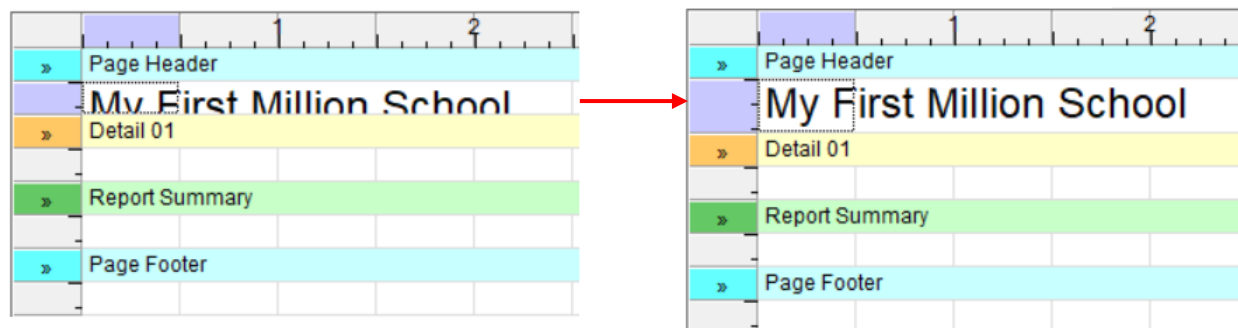 1 2
» Page Header
My First Million School
» Detail 01
» Report Summary
» Page Footer
1 2
» Page Header
My First Million School
» Detail 01
» Report Summary
» Page Footer